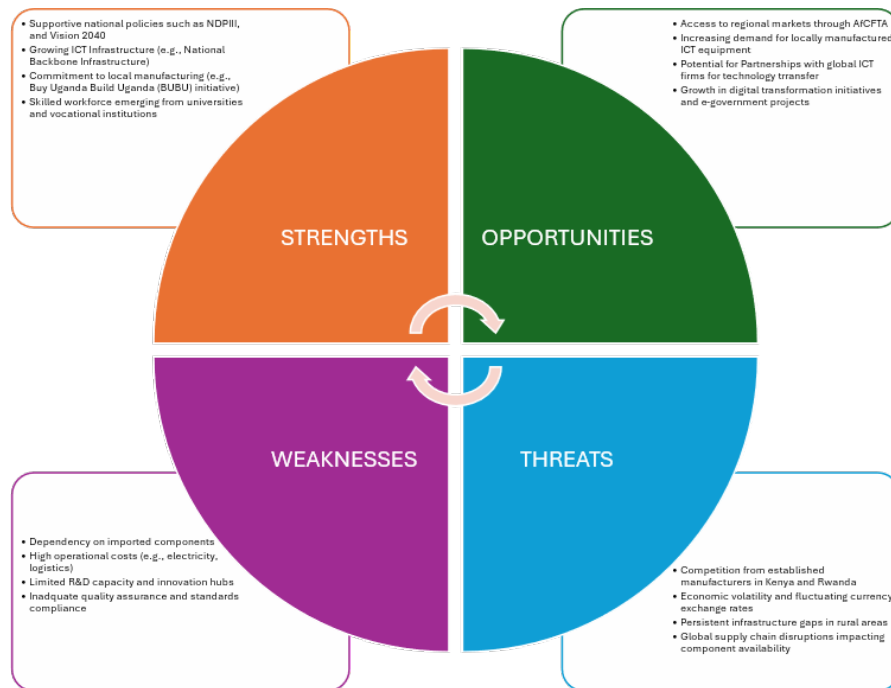 • Supportive national policies such as NDPIII,
and Vision 2040
• Growing ICT Infrastructure (e.g., National
Backbone Infrastructure)
• Commitment to local manufacturing (e.g.,
Buy Uganda Build Uganda (BUBU) initiative)
• Skilled workforce emerging from universities
and vocational institutions
• Access to regional markets through AfCFTA
• Increasing demand for locally manufactured
ICT equipment
• Potential for Partnerships with global ICT
firms for technology ttransfer
• Growth in digital transformation initiatives
and e-government projects
STRENGTHS
OPPORTUNITIES
WEAKNESSES
THREATS
• Dependency on imported components
• High operational costs (e.g., electricity,
logistics)
• Limited R&D capacity and innovation hubs
• Inadquate quality assurance and standards
compliance
• Competition from established
manufacturers in Kenya and Rwanda
• Economic volatility and fluctuating currency
exchange rates
• Persistent infrastructure gaps in rural areas
• Global supply chain disruptions impacting
component availability